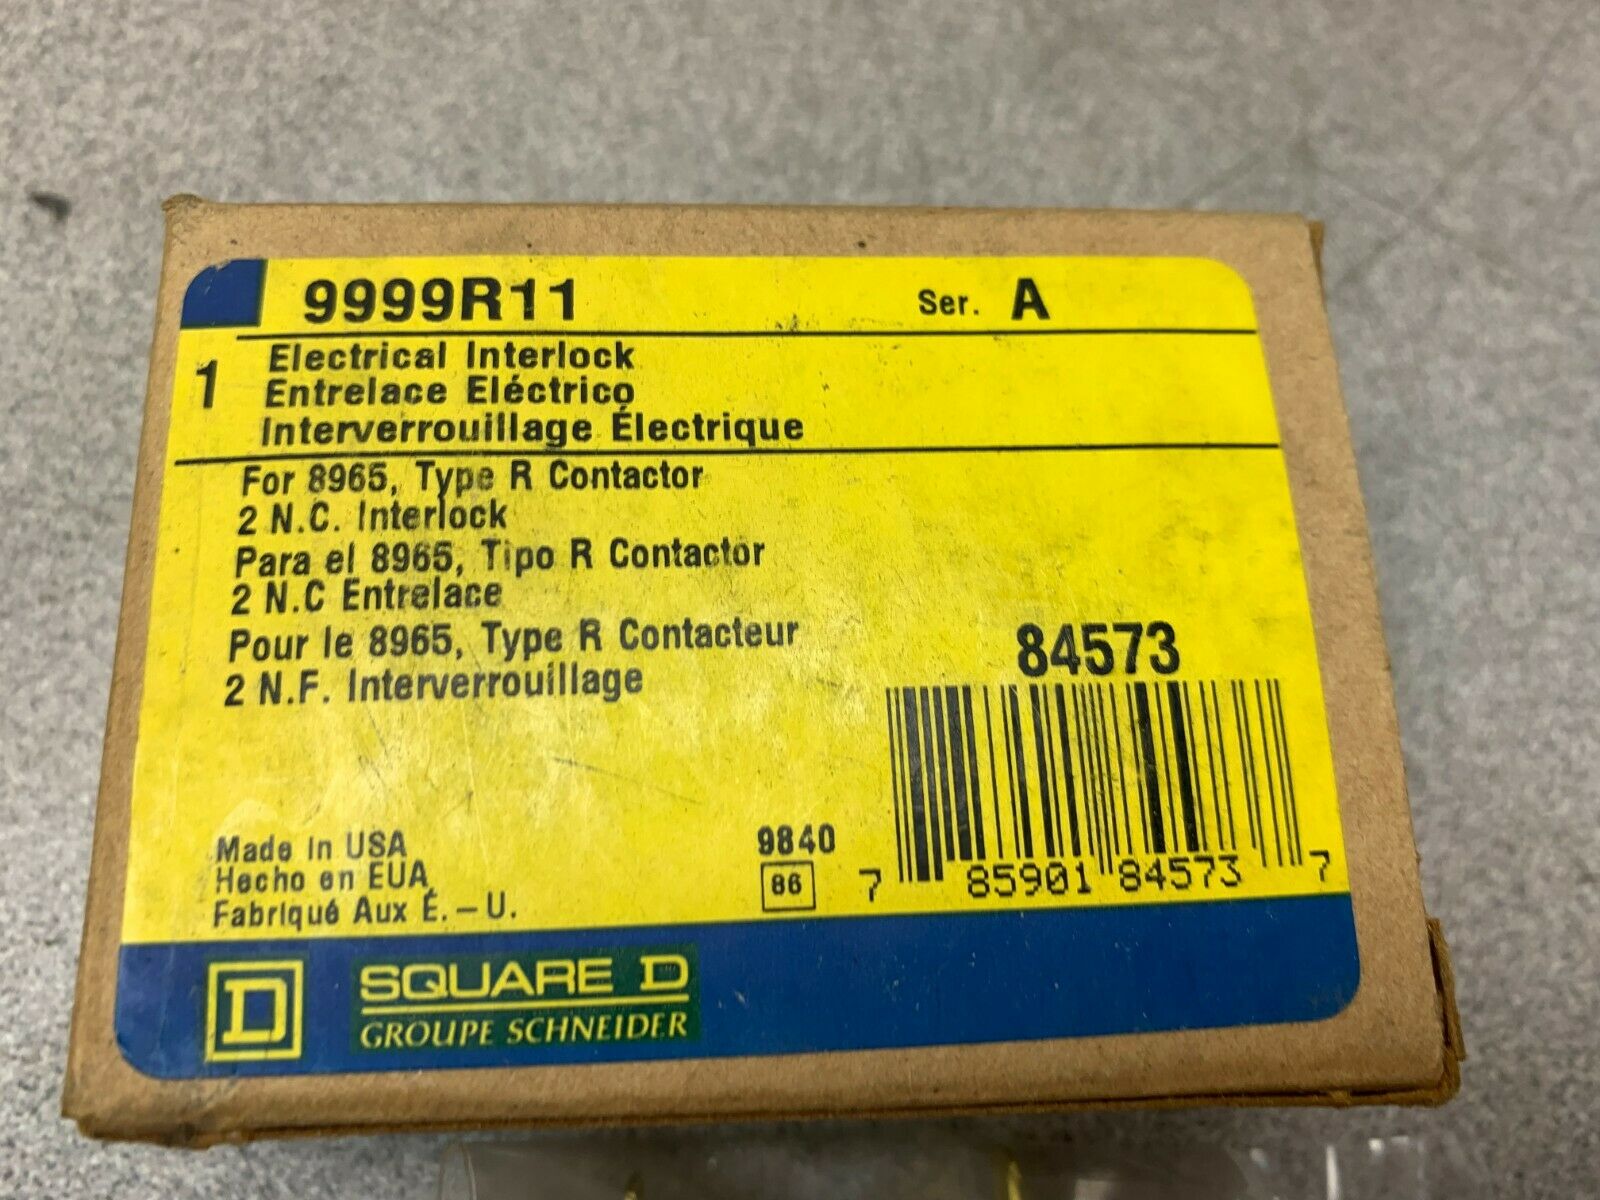 9999R11 Ser. A
1
Electrical Interlock
Entrelace Eléctrico
Interverrouillage Électrique
For 8965, Type R Contactor
2 N.C. Interlock
Para el 8965, Tipo R Contactor
2 N.C Entrelace
Pour le 8965, Type R Contacteur
2 N.F. Interverrouillage
84573
Made in USA
Hecho en EUA
Fabriqué Aux É.-U.
9840
86
7 85901 84573 7
D
SQUARE D
GROUPE SCHNEIDER